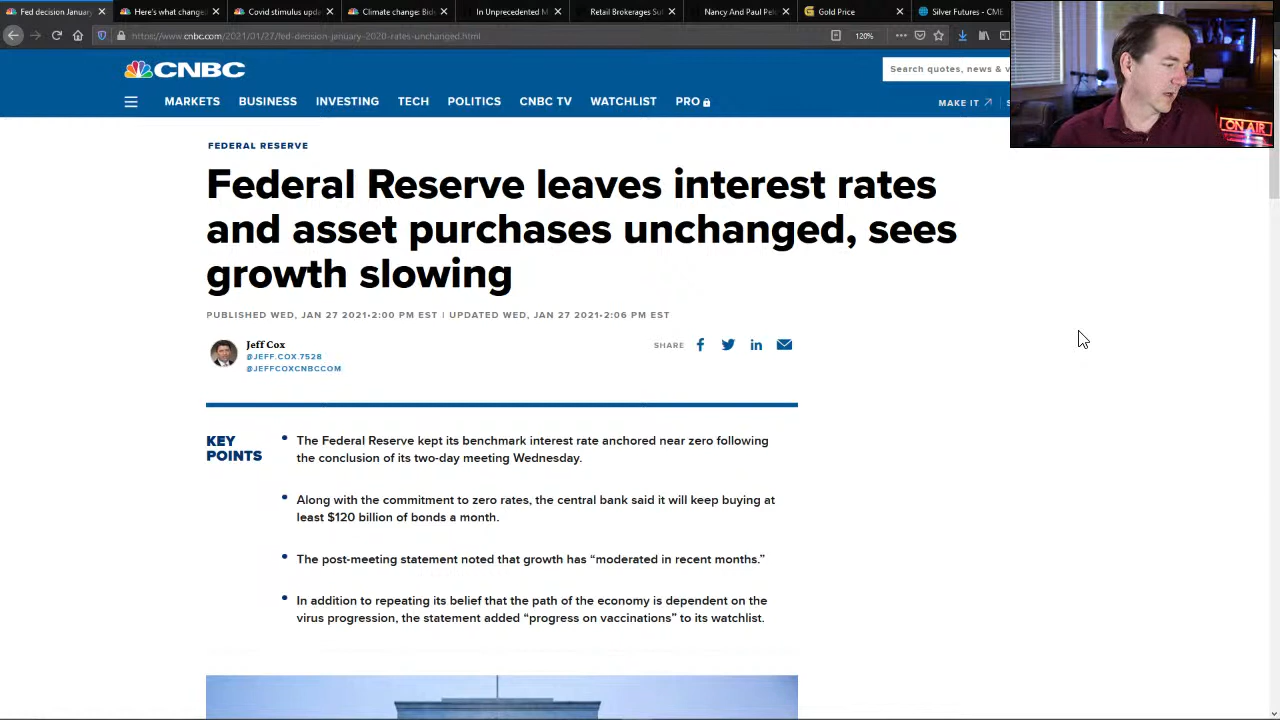 Fed decision January
Here's what change
Covid stimulus upd
Climate change: Bid
In Unprecedented M
Retail Brokerages Su
Nancy And Paul Pel
Gold Price
Silver Futures - CME
https://www.cnbc.com/2021/01/27/fed-decision-january-2020-rates-unchanged.html
120%
CNBC
Search quotes, news & v
MARKETS BUSINESS INVESTING TECH POLITICS CNBC TV WATCHLIST PRO
MAKE IT
ON AIR
FEDERAL RESERVE
Federal Reserve leaves interest rates
and asset purchases unchanged, sees
growth slowing
PUBLISHED WED, JAN 27 2021•2:00 PM EST | UPDATED WED, JAN 27 2021•2:06 PM EST
Jeff Cox
@JEFF.COX.7528
@JEFFCOXCNBCCOM
SHARE
KEY
POINTS
The Federal Reserve kept its benchmark interest rate anchored near zero following
the conclusion of its two-day meeting Wednesday.
Along with the commitment to zero rates, the central bank said it will keep buying at
least $120 billion of bonds a month.
The post-meeting statement noted that growth has “moderated in recent months.”
In addition to repeating its belief that the path of the economy is dependent on the
virus progression, the statement added “progress on vaccinations” to its watchlist.